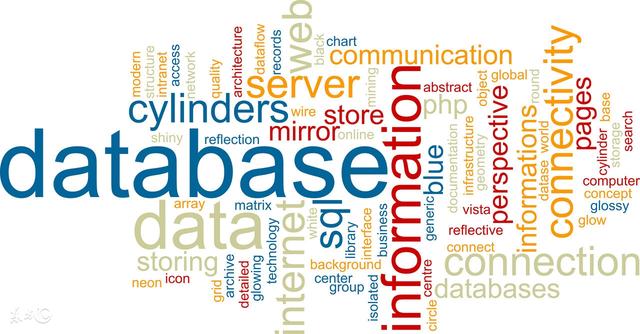 web
black
chart
communication
modern
structure
intranet
access
network
quality
architecture
dataflow
records
server
mining
abstract
object
global
round
connectivity
cylinders
wire
store
php
perspective
pages
base
storage
search
shiny
reflection
mirror
online
information
documentation
infrastructure
geometry
informations
datase
world
cylinder
database
blue
computer
concept
glossy
glow
array
matrix
sql
white
library
interface
business
generic
vista
reflective
data
internet
technology
connect
connection
storing
neon
icon
grid
archive
detailed
glowing
background
center
group
isolated
centre
circle
databases